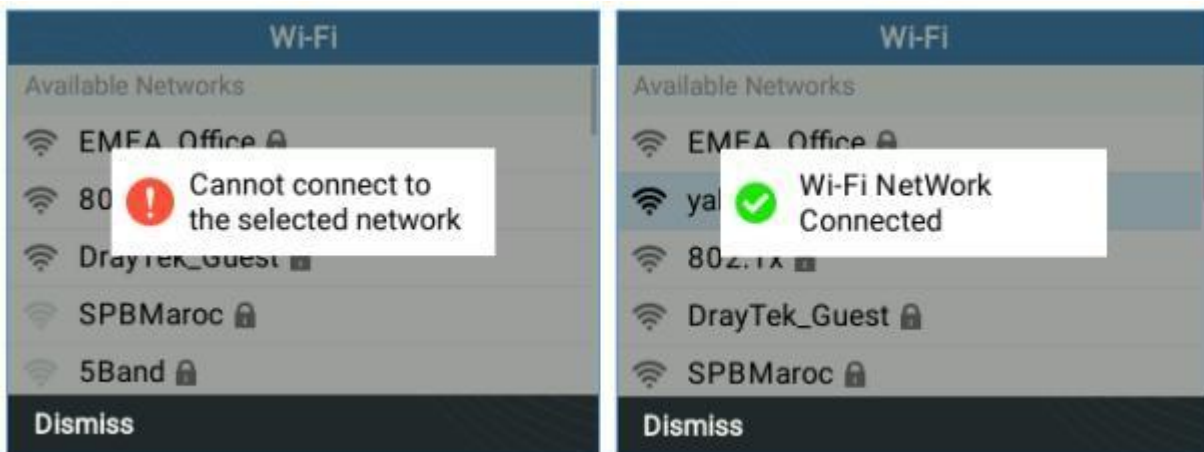 Wi-Fi
Available Networks
EMEA_Office
80
Cannot connect to
the selected network
DrayTek_Guest
SPBMaroc
5Band
Dismiss
Wi-Fi
Available Networks
EMEA_Office
Wi-Fi NetWork
Connected
802.1x
DrayTek_Guest
SPBMaroc
Dismiss